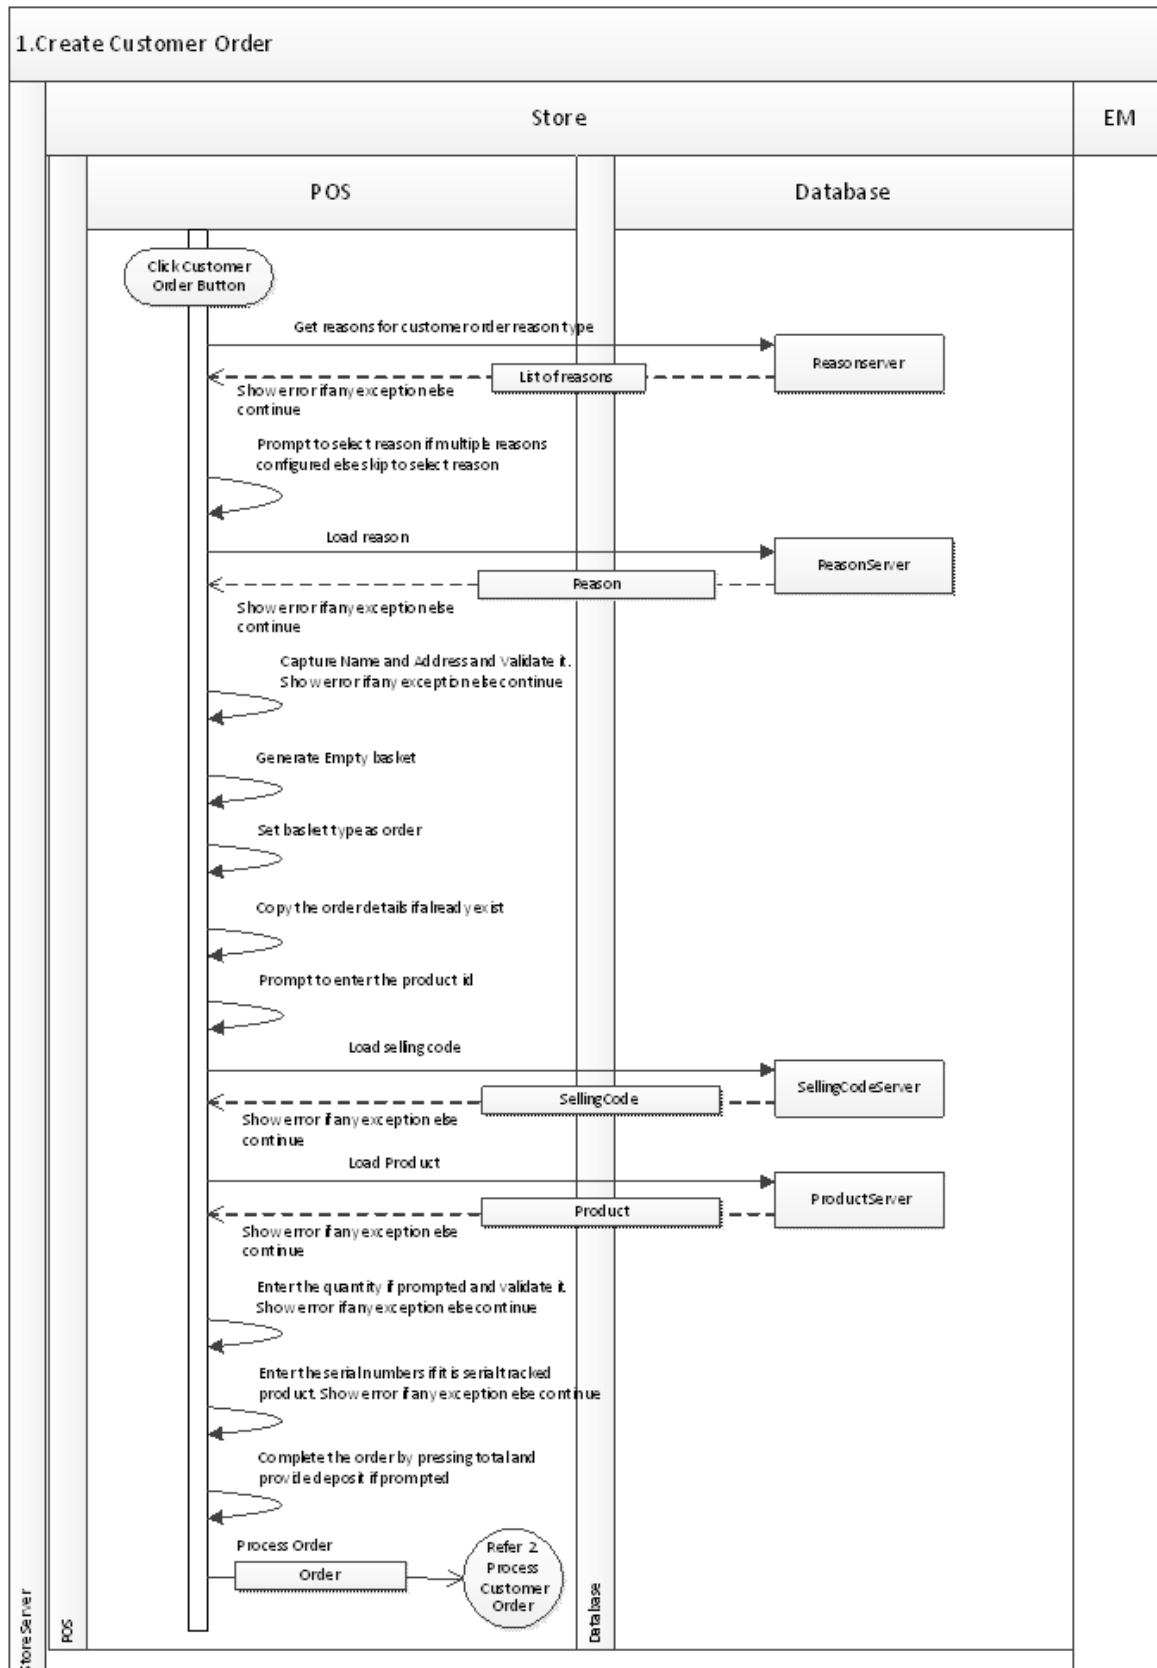 1.Create Customer Order
Store
EM
POS
Database
Click Customer
Order Button
Get reasons for customer order reason type
Reasonserver
List of reasons
Show error if any exception else
continue
Prompt to select reason if multiple reasons
configured else skip to select reason
Load reason
ReasonServer
Reason
Show error if any exception else
continue
Capture Name and Address and Validate it.
Show error if any exception else continue
Generate Empty basket
Set basket type as order
Copy the order details if already exist
Prompt to enter the product id
Load selling code
SellingCodeServer
SellingCode
Show error if any exception else
continue
Load Product
ProductServer
Product
Show error if any exception else
continue
Enter the quantity if prompted and validate it.
Show error if any exception else continue
Enter the serial numbers if it is serial tracked
product. Show error if any exception else continue
Complete the order by pressing total and
provide deposit if prompted
Process Order
Order
Refer 2
Process
Customer
Order
toreServer
POS
Database